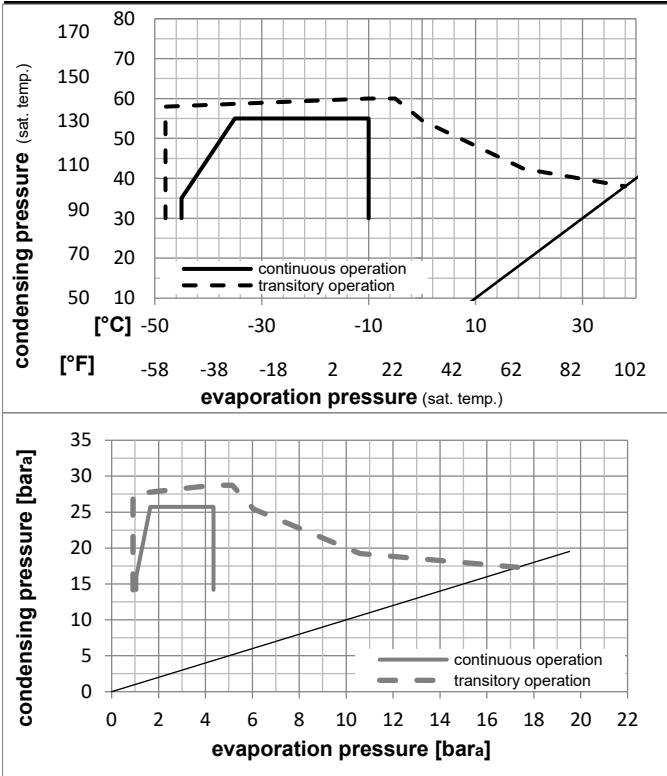 condensing pressure (sat. temp.)
170 80
150 70
130 60
50
110 40
90 30
70 20
50 10
continuous operation
transitory operation
[°C] -50 -30 -10 10 30
[°F] -58 -38 -18 2 22 42 62 82 102
evaporation pressure (sat. temp.)
condensing pressure [bara]
35
30
25
20
15
10
5
0
continuous operation
transitory operation
0 2 4 6 8 10 12 14 16 18 20 22
evaporation pressure [bara]